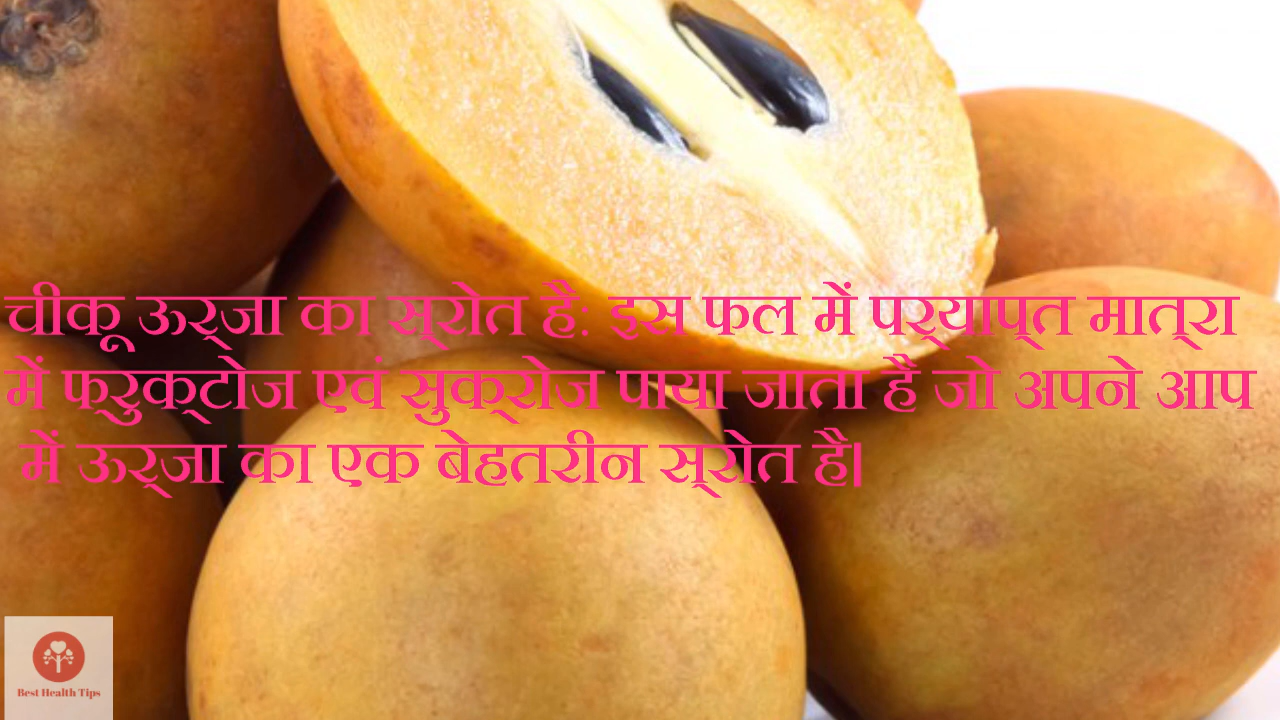 चीकू ऊर्जा का स्रोत है: इस फल में पर्याप्त मात्रा
में फ्रुक्टोज एवं सुक्रोज पाया जाता है जो अपने आप
में ऊर्जा का एक बेहतरीन स्रोत है।
Best Health Tips